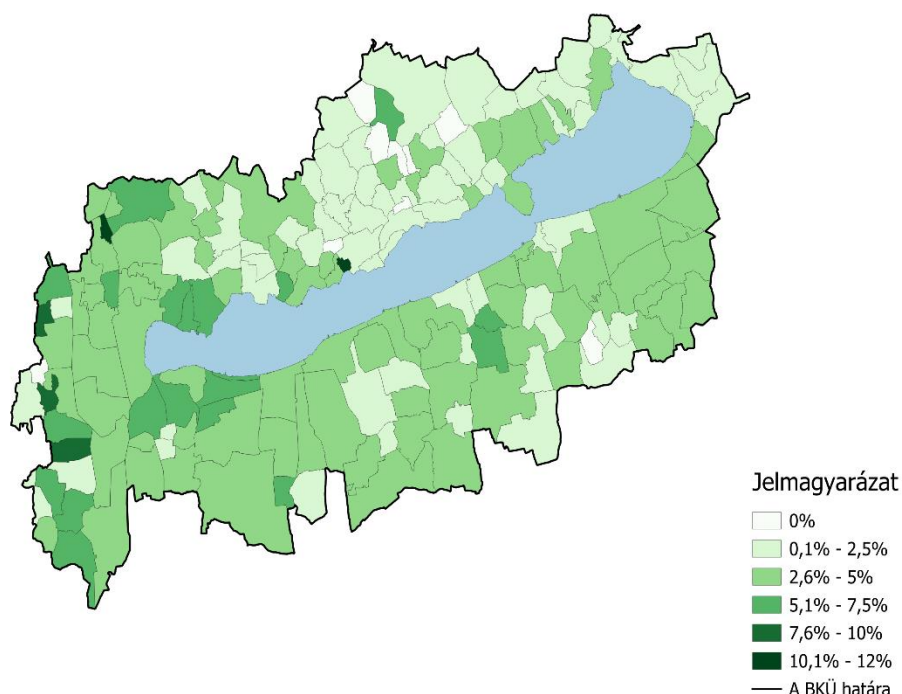 Jelmagyarázat
0%
0,1% - 2,5%
2,6% - 5%
5,1% - 7,5%
7,6% - 10%
10,1% - 12%
A BKÜ határa